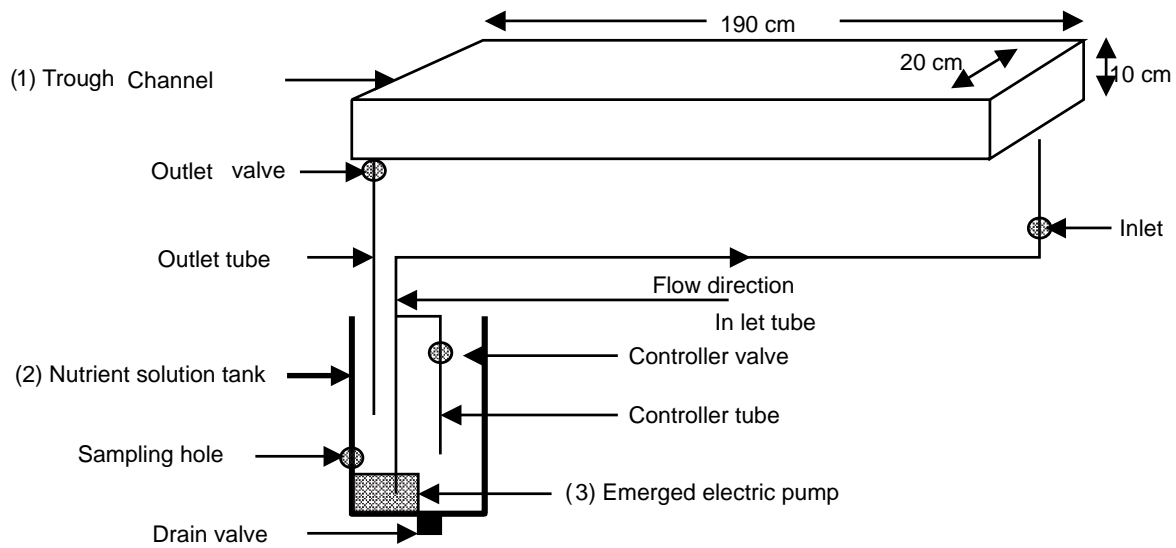 190 cm
20 cm
10 cm
(1) Trough Channel
Outlet valve
Inlet
Outlet tube
Flow direction
In let tube
Controller valve
(2) Nutrient solution tank
Controller tube
Sampling hole
(3) Emerged electric pump
Drain valve